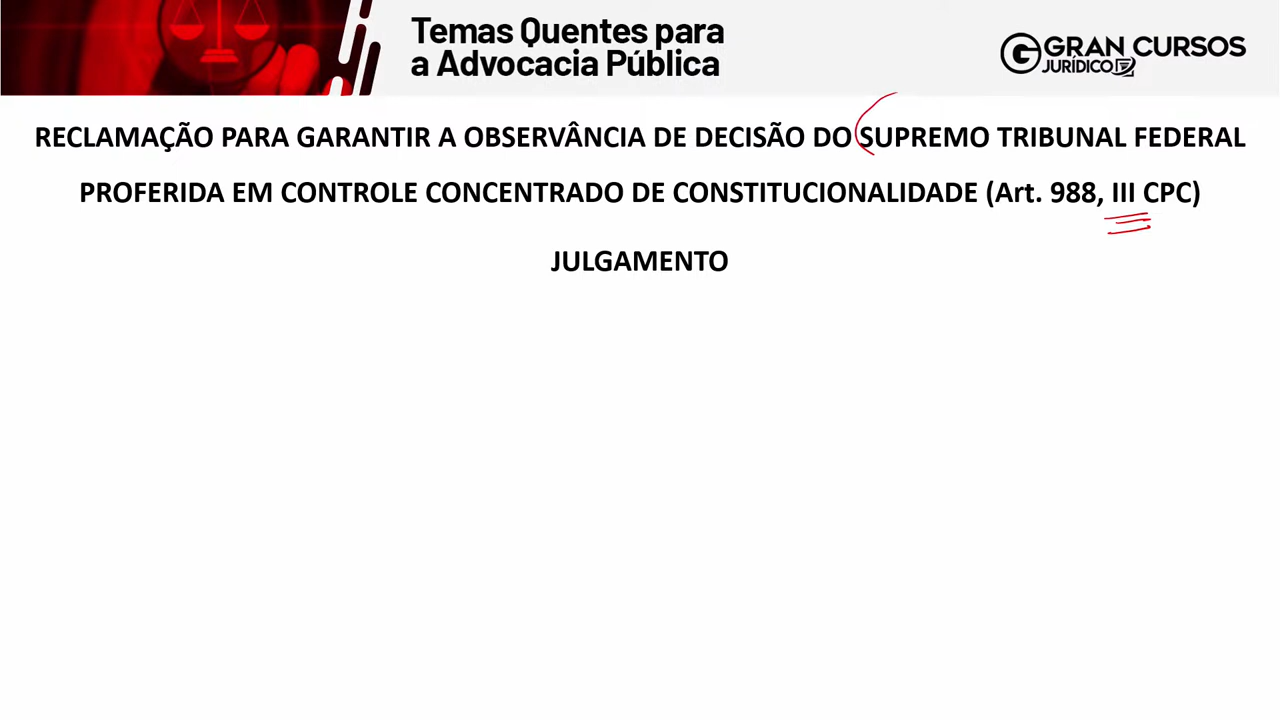 Temas Quentes para
a Advocacia Pública
GRAN CURSOS
JURÍDICO
RECLAMAÇÃO PARA GARANTIR A OBSERVÂNCIA DE DECISÃO DO SUPREMO TRIBUNAL FEDERAL
PROFERIDA EM CONTROLE CONCENTRADO DE CONSTITUCIONALIDADE (Art. 988, III CPC)
JULGAMENTO